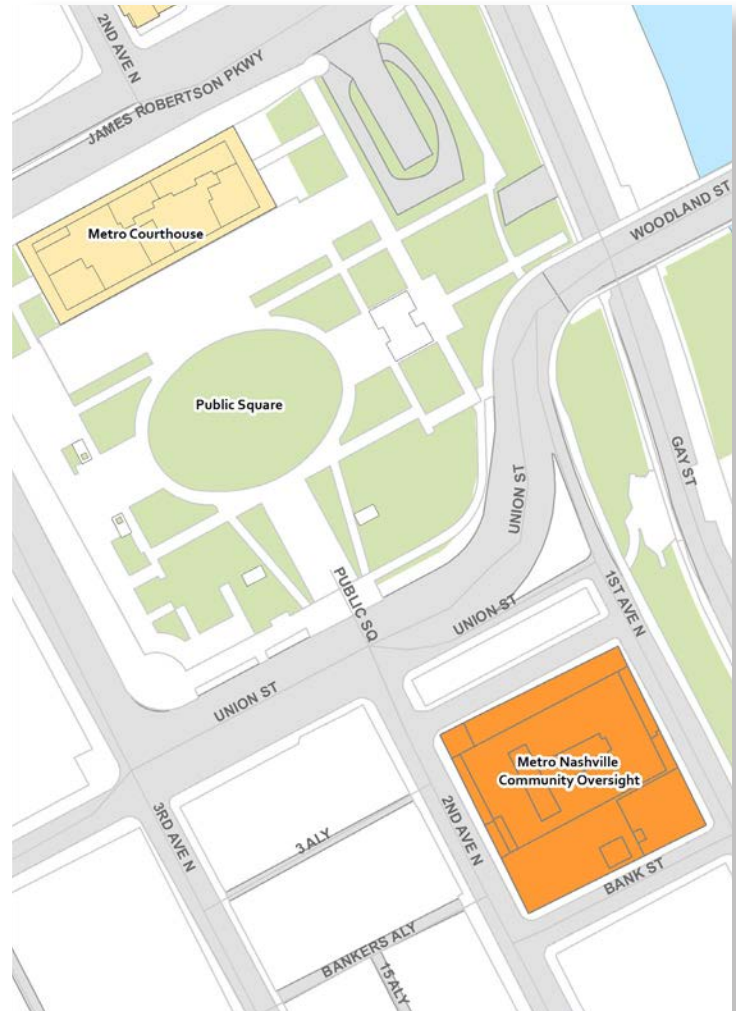 2ND AVE N
JAMES ROBERTSON PKWY
WOODLAND ST
Metro Courthouse
Public Square
GAY ST
UNION ST
PUBLIC SQ
1ST AVE N
UNION ST
UNION ST
Metro Nashville
Community Oversight
3RD AVE N
2ND AVE N
3 ALY
BANK ST
BANKERS ALY
15 ALY